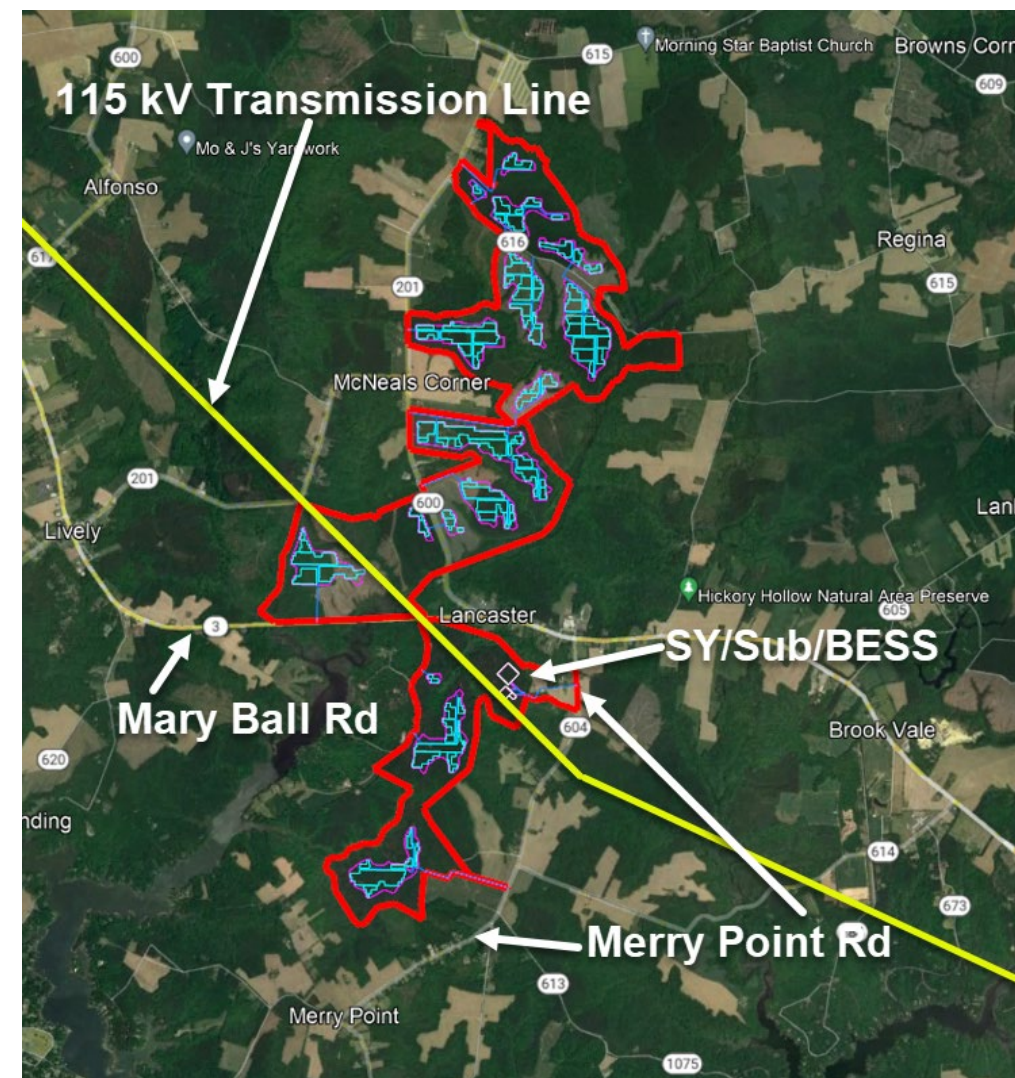 600
615
Morning Star Baptist Church
Browns Corn
609
115 kV Transmission Line
Mo & J's Yardwork
Alfonso
616
Regina
617
201
615
McNeals Corner
201
600
Lively
Lan
Hickory Hollow Natural Area Preserve
605
3
Lancaster
SY/Sub/BESS
Mary Ball Rd
604
Brook Vale
620
nding
614
673
Merry Point Rd
613
Merry Point
1075